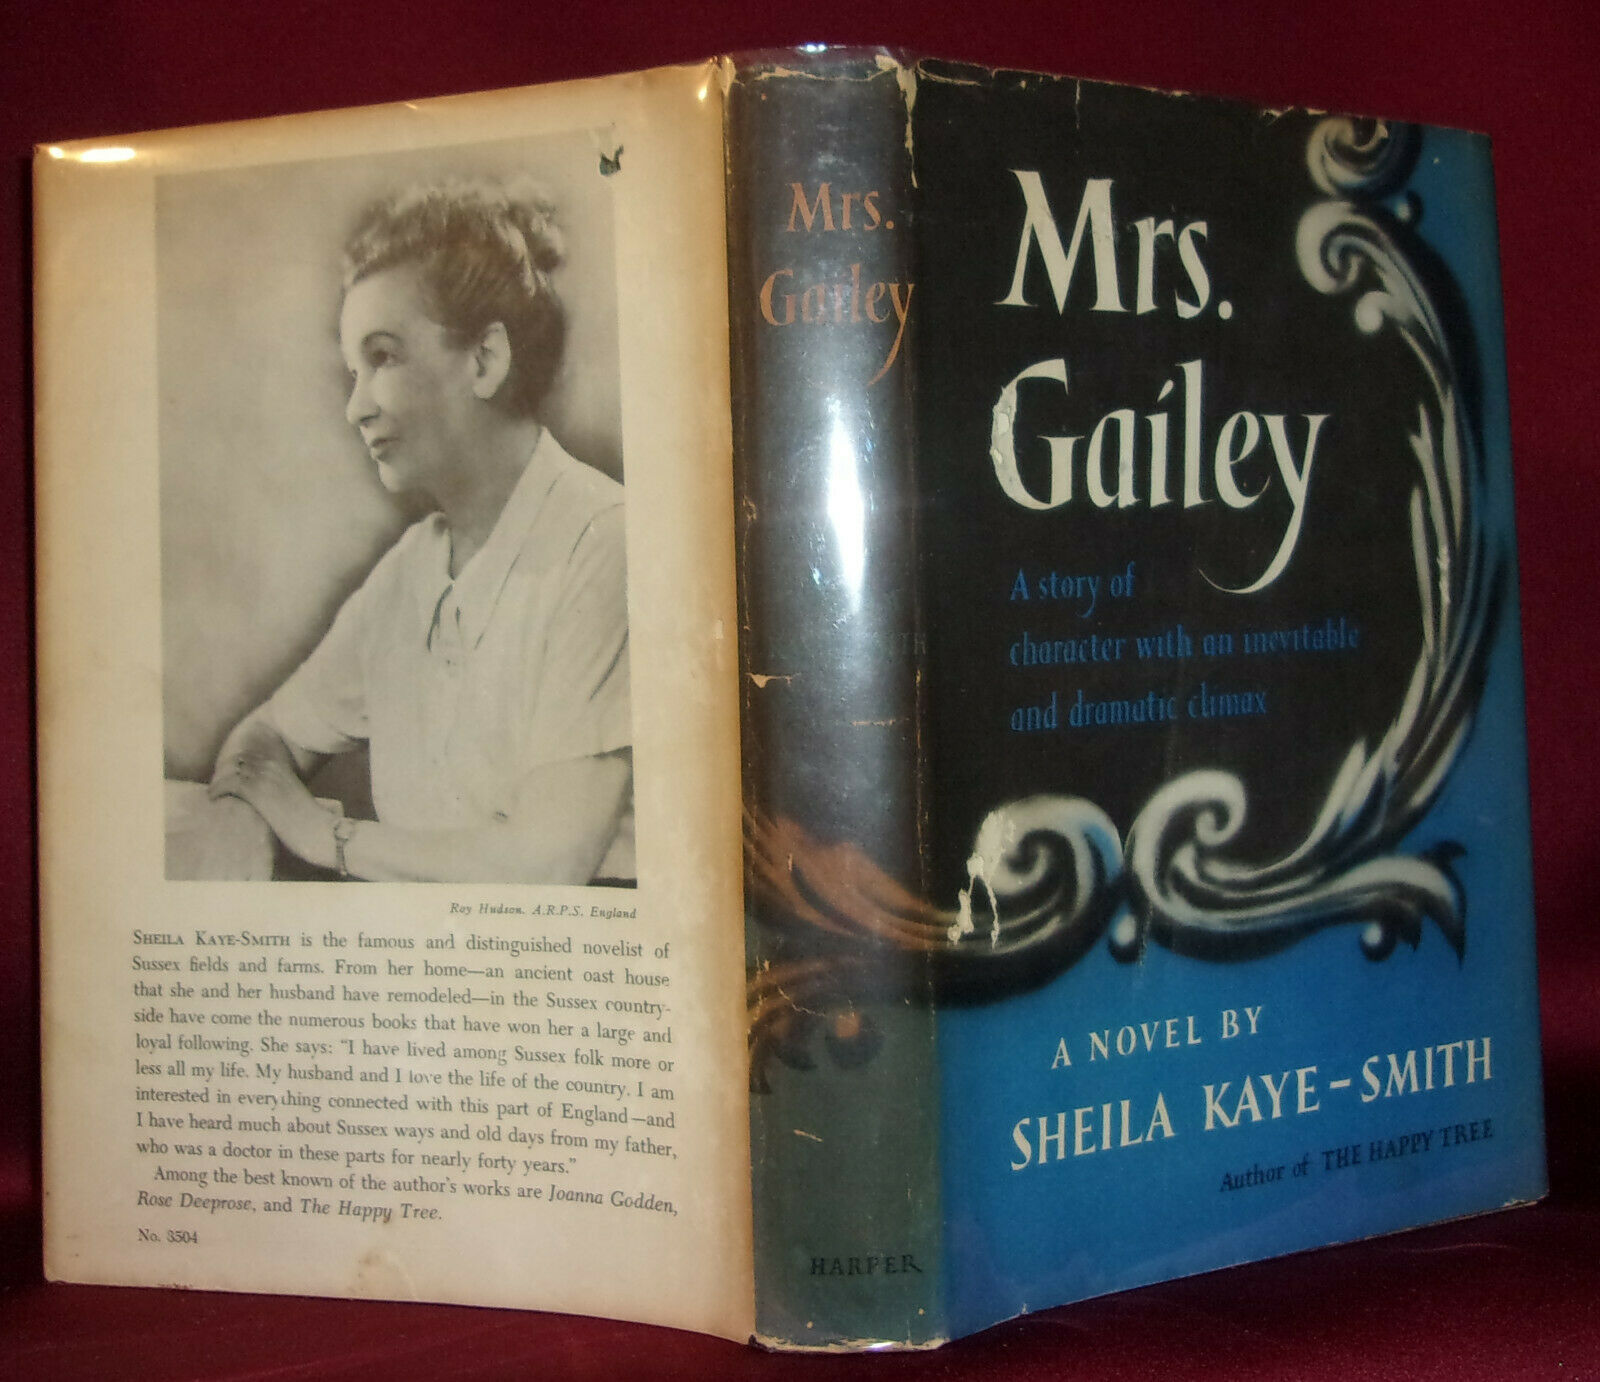 Roy Hudson. A.R.P.S. England
SHEILA KAYE-SMITH is the famous and distinguished novelist of
Sussex fields and farms. From her home—an ancient oast house
that she and her husband have remodeled—in the Sussex country-
side have come the numerous books that have won her a large and
loyal following. She says: "I have lived among Sussex folk more or
less all my life. My husband and I love the life of the country. I am
interested in everything connected with this part of England—and
I have heard much about Sussex ways and old days from my father,
who was a doctor in these parts for nearly forty years."
Among the best known of the author's works are Joanna Godden,
Rose Deeprose, and The Happy Tree.
No. 3504
Mrs.
Gailey
HARPER
Mrs.
Gailey
A story of
character with an inevitable
and dramatic climax
A NOVEL BY
SHEILA KAYE-SMITH
Author of THE HAPPY TREE